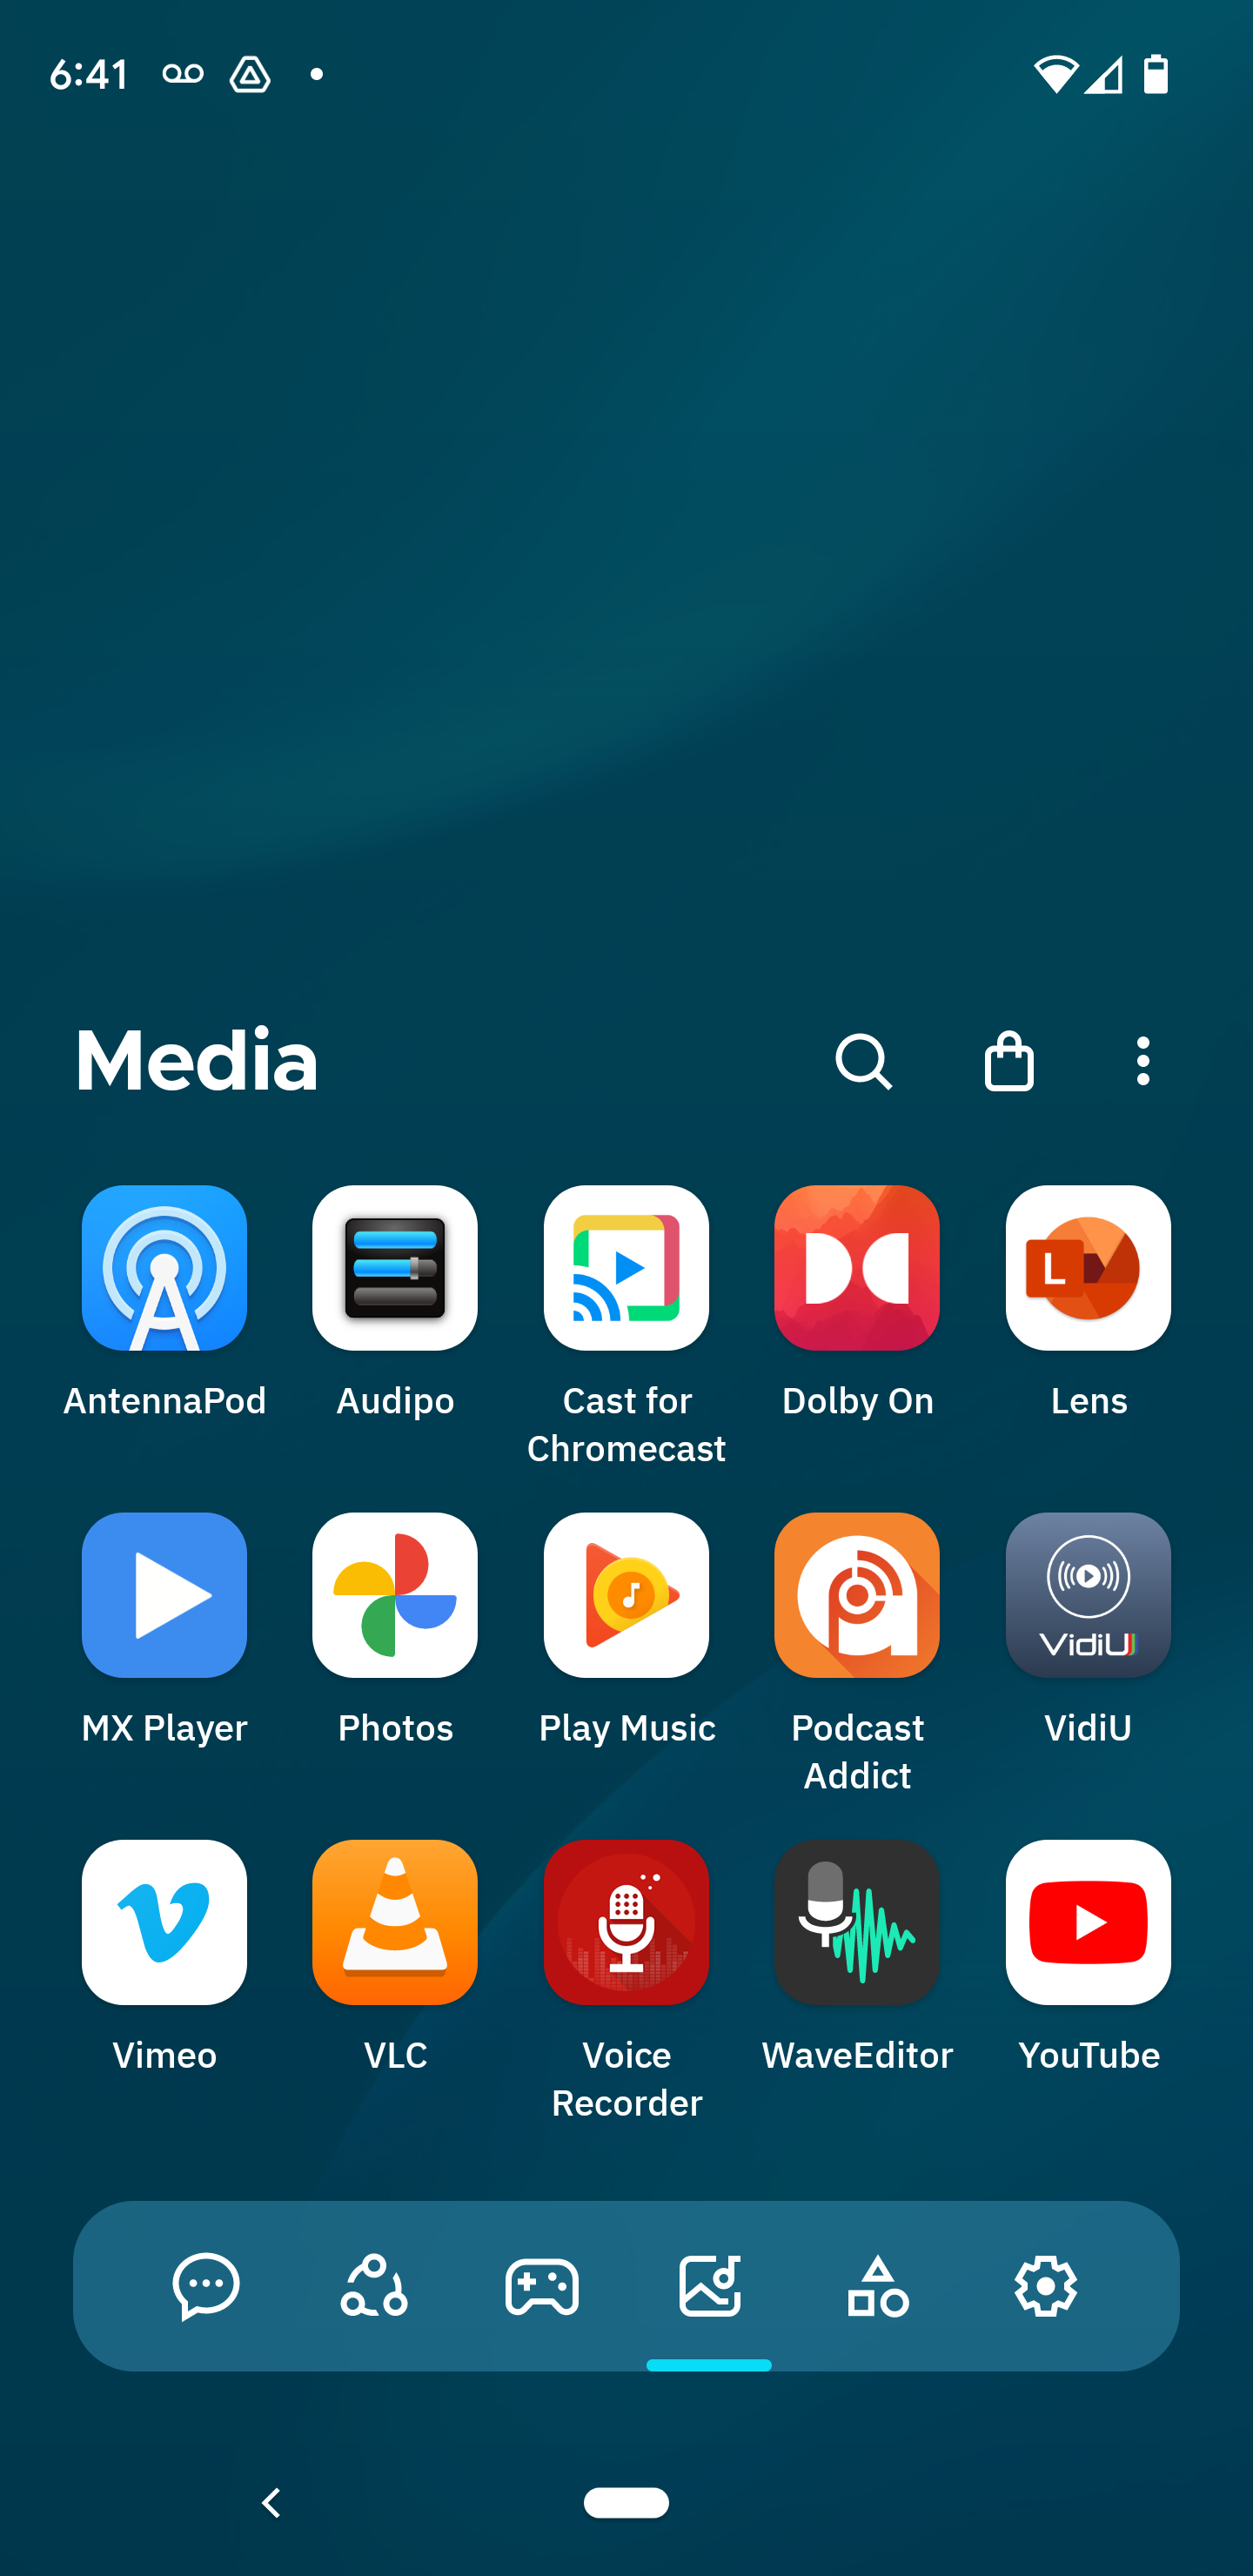 6:41
Media
AntennaPod
Audipo
Cast for
Chromecast
Dolby On
L
Lens
MX Player
Photos
Play Music
Podcast
Addict
VidiU
VidiU
Vimeo
VLC
Voice
Recorder
WaveEditor
YouTube